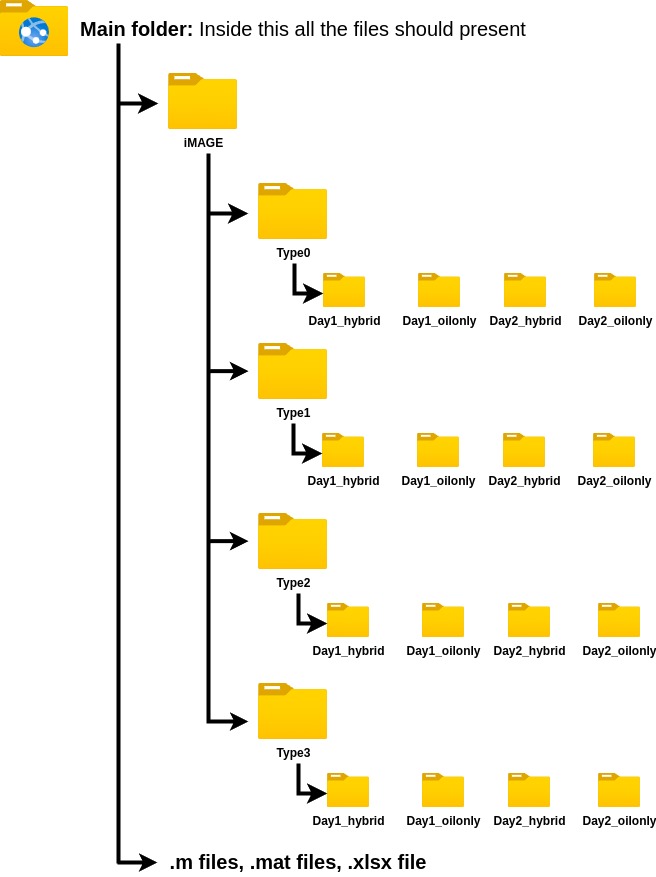 Main folder: Inside this all the files should present
iMAGE
Type0
Day1_hybrid Day1_oilonly Day2_hybrid Day2_oilonly
Type1
Day1_hybrid Day1_oilonly Day2_hybrid Day2_oilonly
Type2
Day1_hybrid Day1_oilonly Day2_hybrid Day2_oilonly
Type3
Day1_hybrid Day1_oilonly Day2_hybrid Day2_oilonly
.m files, .mat files, .xlsx file